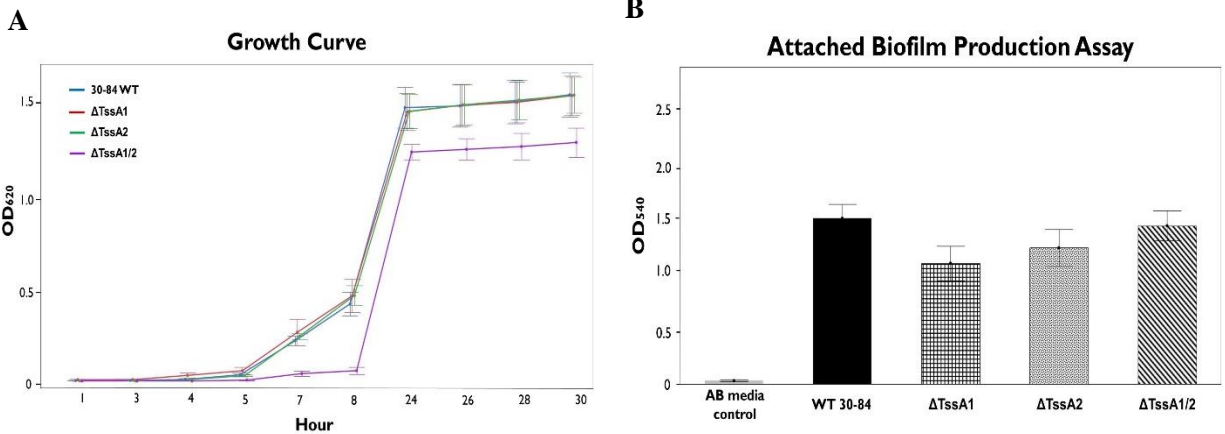 A
Growth Curve
30-84 WT
ΔTssA1
ΔTssA2
ΔTssA1/2
OD620
1.5
1.0
0.5
0
1 3 4 5 7 8 24 26 28 30
Hour
B
Attached Biofilm Production Assay
OD540
2.5
2.0
1.5
1.0
0.5
0
AB media
control
WT 30-84
ΔTssA1
ΔTssA2
ΔTssA1/2